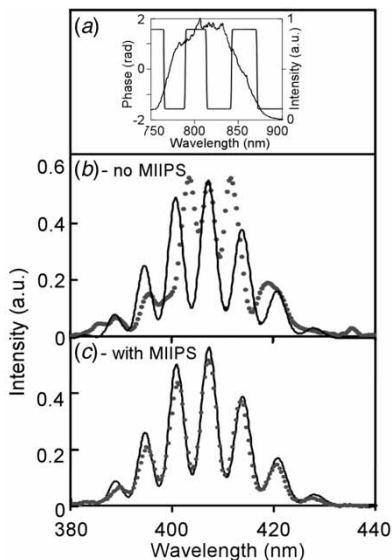 (a)
Phase (rad)
2
0
-2
1
0
Intensity (a.u.)
750 800 850 900
Wavelength (nm)
(b) - no MIIPS
0.6
0.4
0.2
0
(c) - with MIIPS
0.4
0.2
0
Intensity (a.u.)
380 400 420 440
Wavelength (nm)